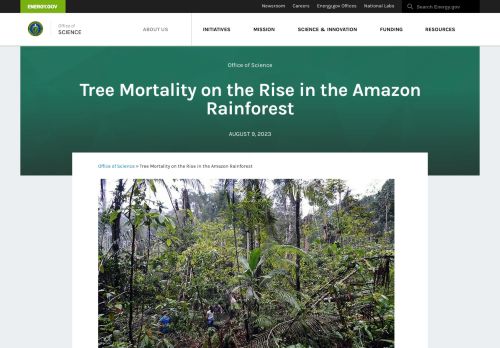 ENERGY.GOV
Newsroom Careers Energy.gov Offices National Labs Search Energy.gov
Office of
SCIENCE
ABOUT US INITIATIVES MISSION SCIENCE & INNOVATION FUNDING RESOURCES
Office of Science
Tree Mortality on the Rise in the Amazon
Rainforest
AUGUST 9, 2023
Office of Science » Tree Mortality on the Rise in the Amazon Rainforest